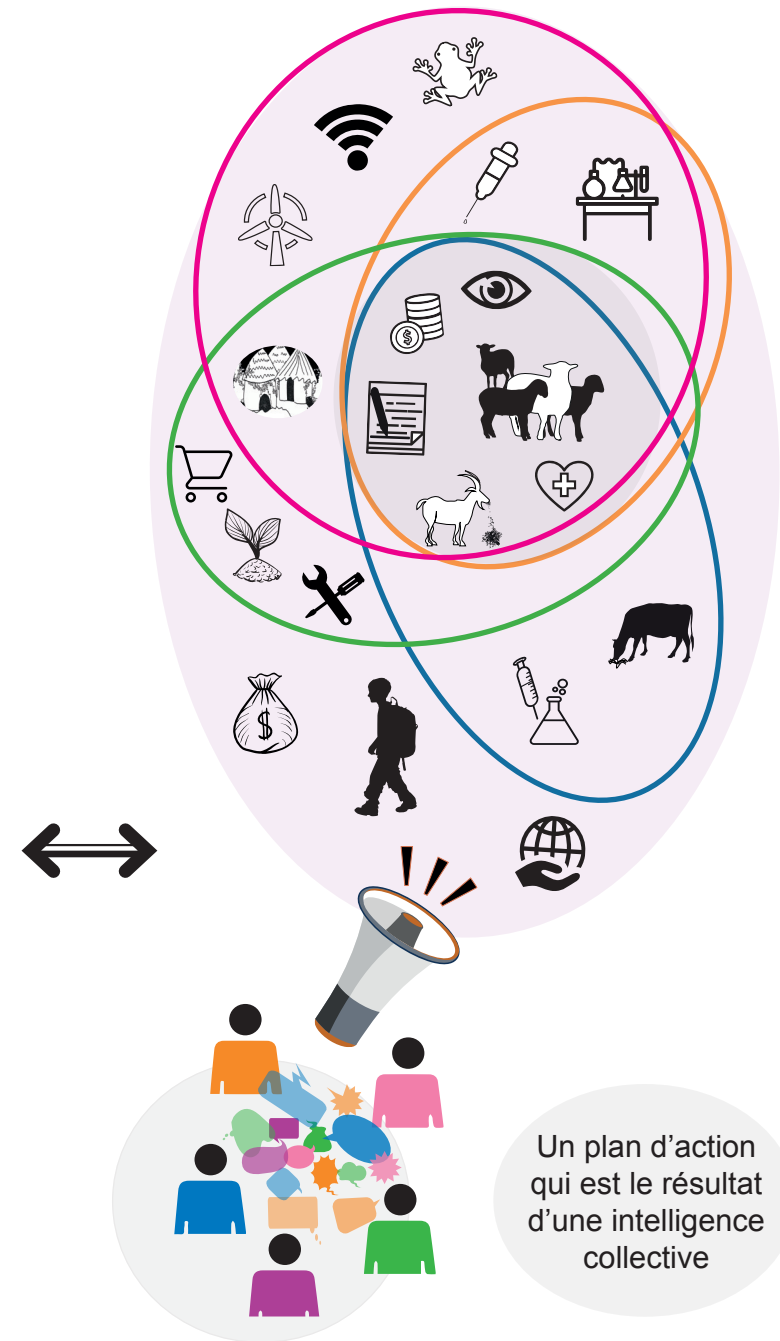 $
$
Un plan d’action
qui est le résultat
d’une intelligence
collective